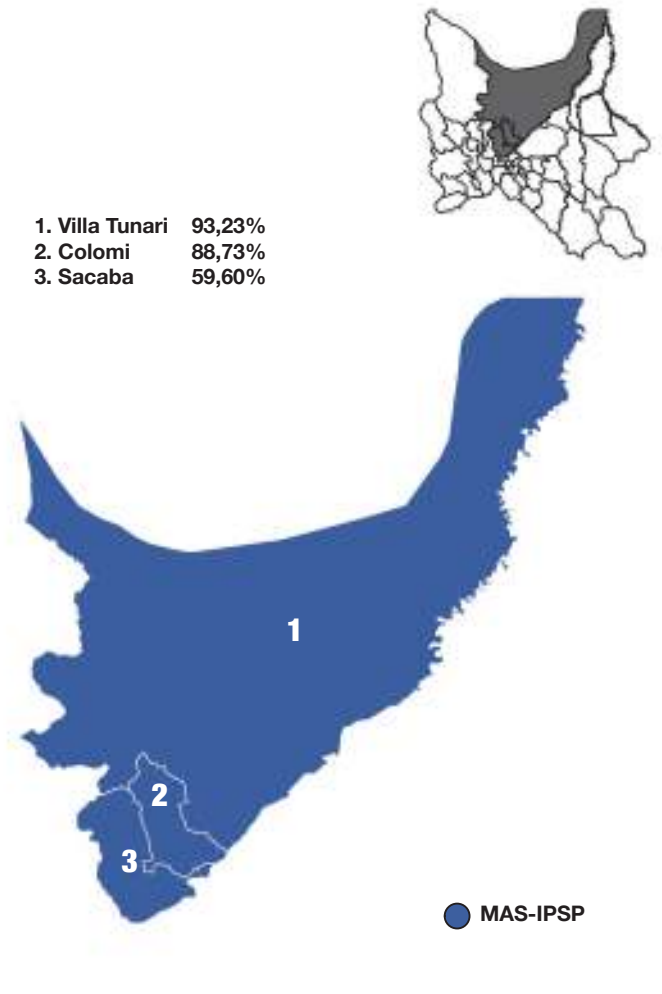 1. Villa Tunari 93,23%
2. Colomi 88,73%
3. Sacaba 59,60%
1
2
3
MAS-IPSP